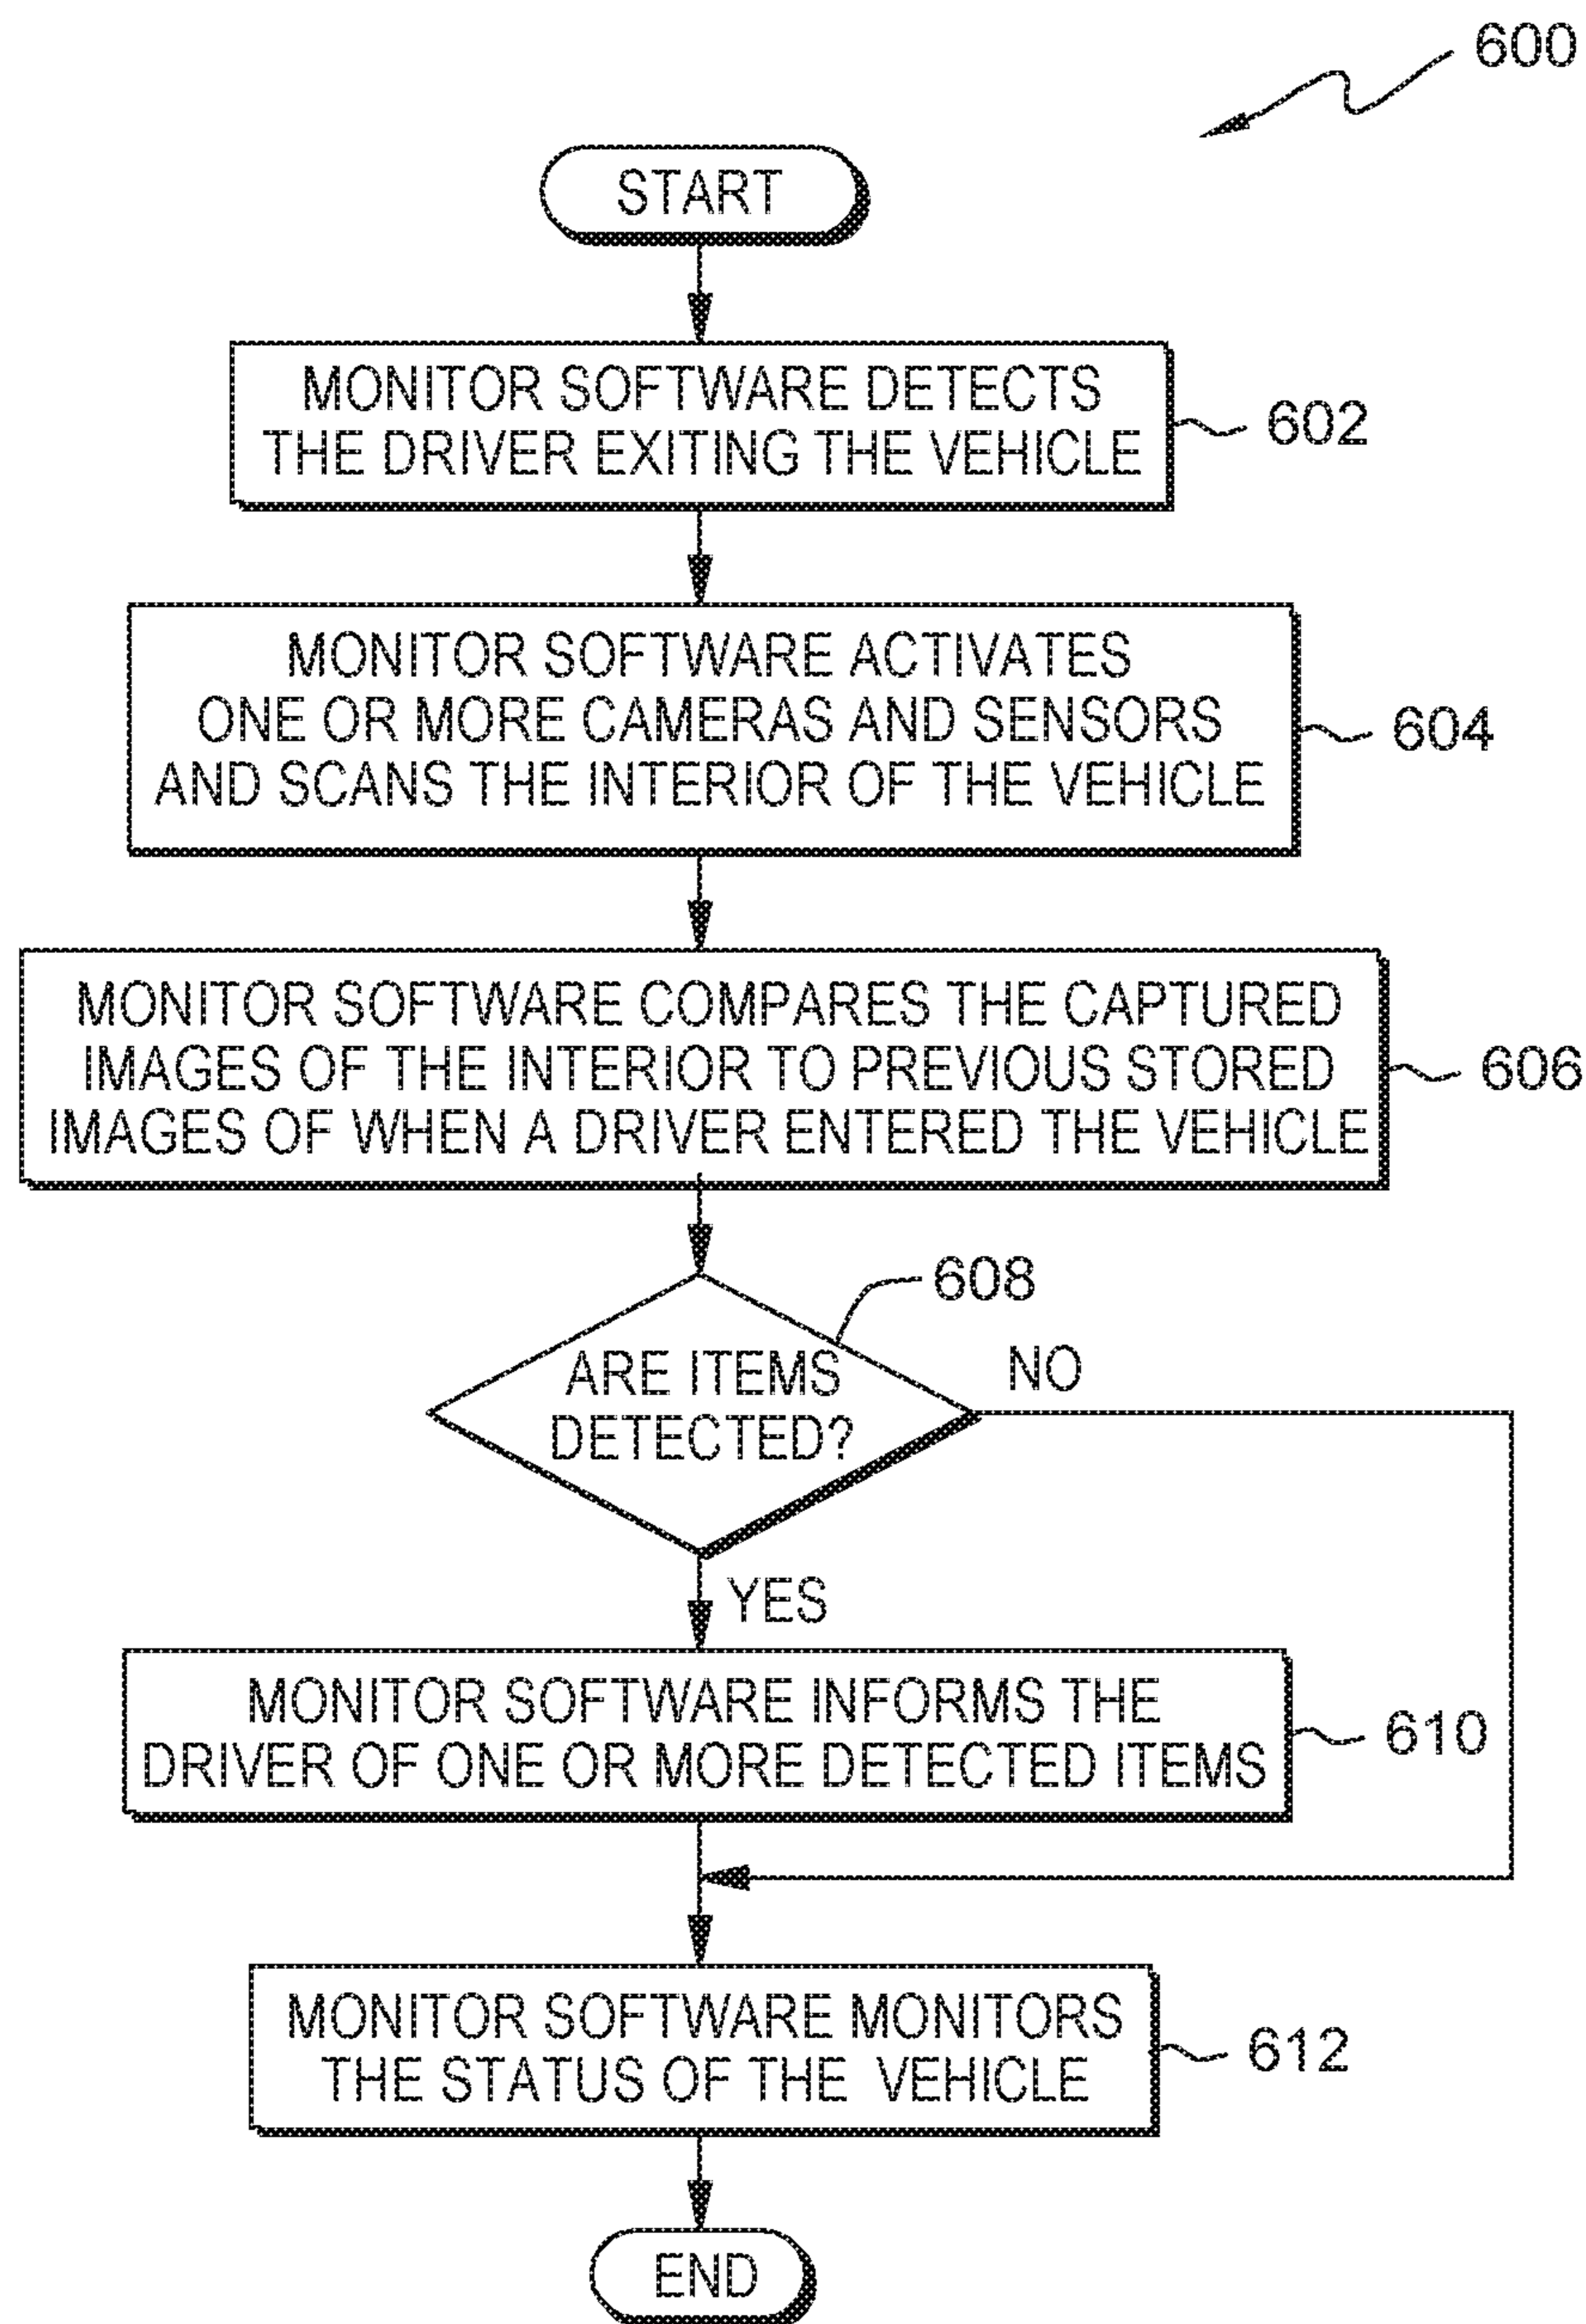 600
START
MONITOR SOFTWARE DETECTS
THE DRIVER EXITING THE VEHICLE
602
MONITOR SOFTWARE ACTIVATES
ONE OR MORE CAMERAS AND SENSORS
AND SCANS THE INTERIOR OF THE VEHICLE
604
MONITOR SOFTWARE COMPARES THE CAPTURED
IMAGES OF THE INTERIOR TO PREVIOUS STORED
IMAGES OF WHEN A DRIVER ENTERED THE VEHICLE
606
608
ARE ITEMS
DETECTED?
NO
YES
MONITOR SOFTWARE INFORMS THE
DRIVER OF ONE OR MORE DETECTED ITEMS
610
MONITOR SOFTWARE MONITORS
THE STATUS OF THE VEHICLE
612
END